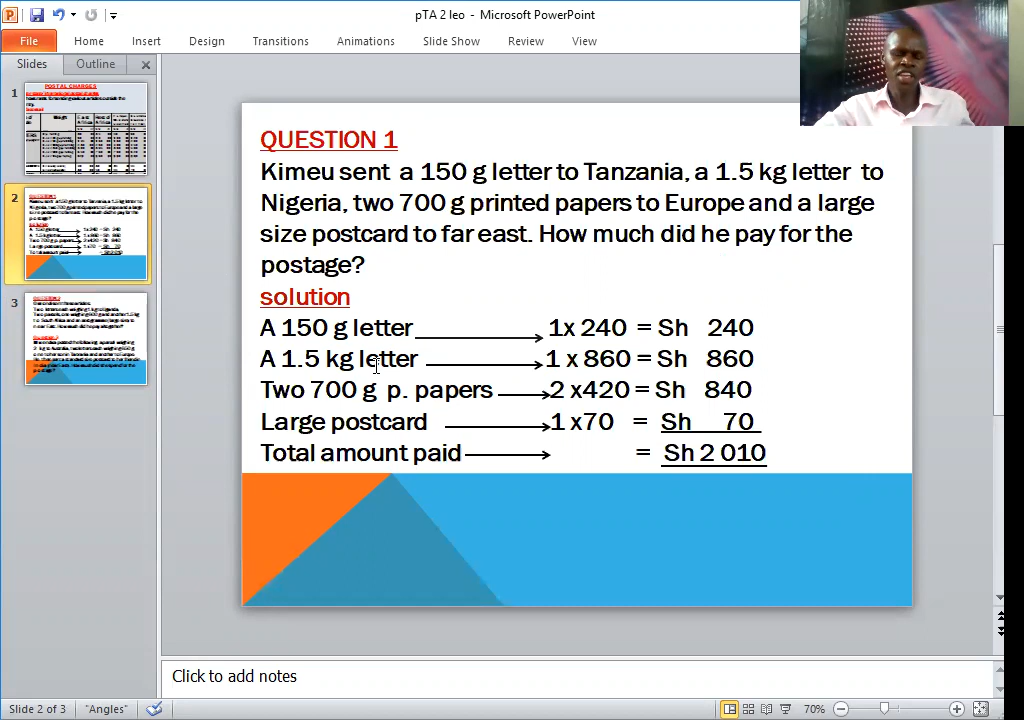 pTA 2 leo - Microsoft PowerPoint
File Home Insert Design Transitions Animations Slide Show Review View
Slides Outline
1
POSTAL CHARGES
2
3
QUESTION 1
Kimeu sent a 150 g letter to Tanzania, a 1.5 kg letter to
Nigeria, two 700 g printed papers to Europe and a large
size postcard to far east. How much did he pay for the
postage?
solution
A 150 g letter 1x 240 = Sh 240
A 1.5 kg letter 1 x 860 = Sh 860
Two 700 g p. papers 2 x420 = Sh 840
Large postcard 1 x70 = Sh 70
Total amount paid = Sh 2 010
Click to add notes
Slide 2 of 3 "Angles" 70%